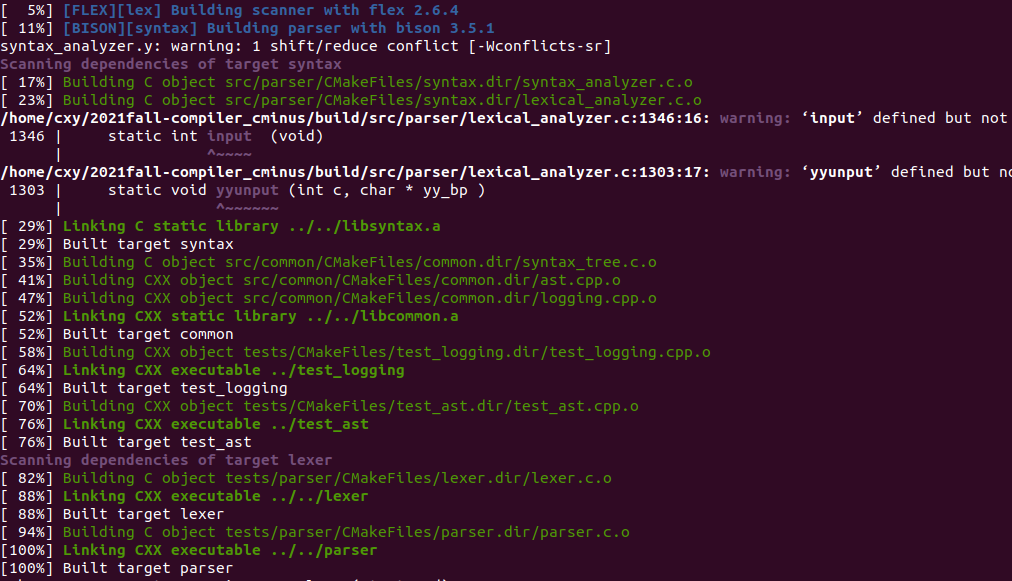 [  5%] [FLEX][lex] Building scanner with flex 2.6.4
[ 11%] [BISON][syntax] Building parser with bison 3.5.1
syntax_analyzer.y: warning: 1 shift/reduce conflict [-Wconflicts-sr]
Scanning dependencies of target syntax
[ 17%] Building C object src/parser/CMakeFiles/syntax.dir/syntax_analyzer.c.o
[ 23%] Building C object src/parser/CMakeFiles/syntax.dir/lexical_analyzer.c.o
/home/cxy/2021fall-compiler_cminus/build/src/parser/lexical_analyzer.c:1346:16: warning: ‘input’ defined but not
 1346 |     static int input  (void)
      |                ^~~~~
/home/cxy/2021fall-compiler_cminus/build/src/parser/lexical_analyzer.c:1303:17: warning: ‘yyunput’ defined but no
 1303 |     static void yyunput (int c, char * yy_bp )
      |                 ^~~~~~~
[ 29%] Linking C static library ../../libsyntax.a
[ 29%] Built target syntax
[ 35%] Building C object src/common/CMakeFiles/common.dir/syntax_tree.c.o
[ 41%] Building CXX object src/common/CMakeFiles/common.dir/ast.cpp.o
[ 47%] Building CXX object src/common/CMakeFiles/common.dir/logging.cpp.o
[ 52%] Linking CXX static library ../../libcommon.a
[ 52%] Built target common
[ 58%] Building CXX object tests/CMakeFiles/test_logging.dir/test_logging.cpp.o
[ 64%] Linking CXX executable ../test_logging
[ 64%] Built target test_logging
[ 70%] Building CXX object tests/CMakeFiles/test_ast.dir/test_ast.cpp.o
[ 76%] Linking CXX executable ../test_ast
[ 76%] Built target test_ast
Scanning dependencies of target lexer
[ 82%] Building C object tests/parser/CMakeFiles/lexer.dir/lexer.c.o
[ 88%] Linking CXX executable ../../lexer
[ 88%] Built target lexer
[ 94%] Building C object tests/parser/CMakeFiles/parser.dir/parser.c.o
[100%] Linking CXX executable ../../parser
[100%] Built target parser